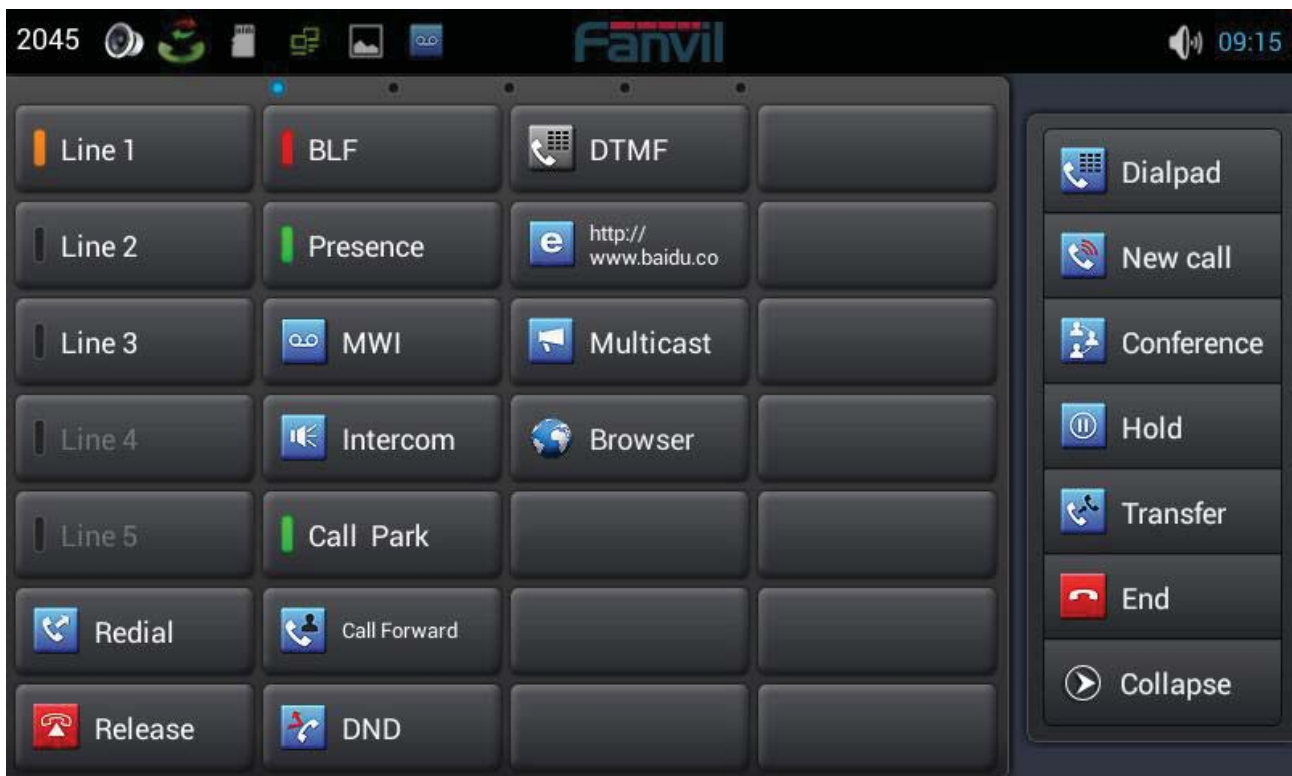 2045
Fanvil
09:15
Line 1
BLF
DTMF
Line 2
Presence
http://
www.baidu.co
Line 3
MWI
Multicast
Line 4
Intercom
Browser
Line 5
Call Park
Redial
Call Forward
Release
DND
Dialpad
New call
Conference
Hold
Transfer
End
Collapse